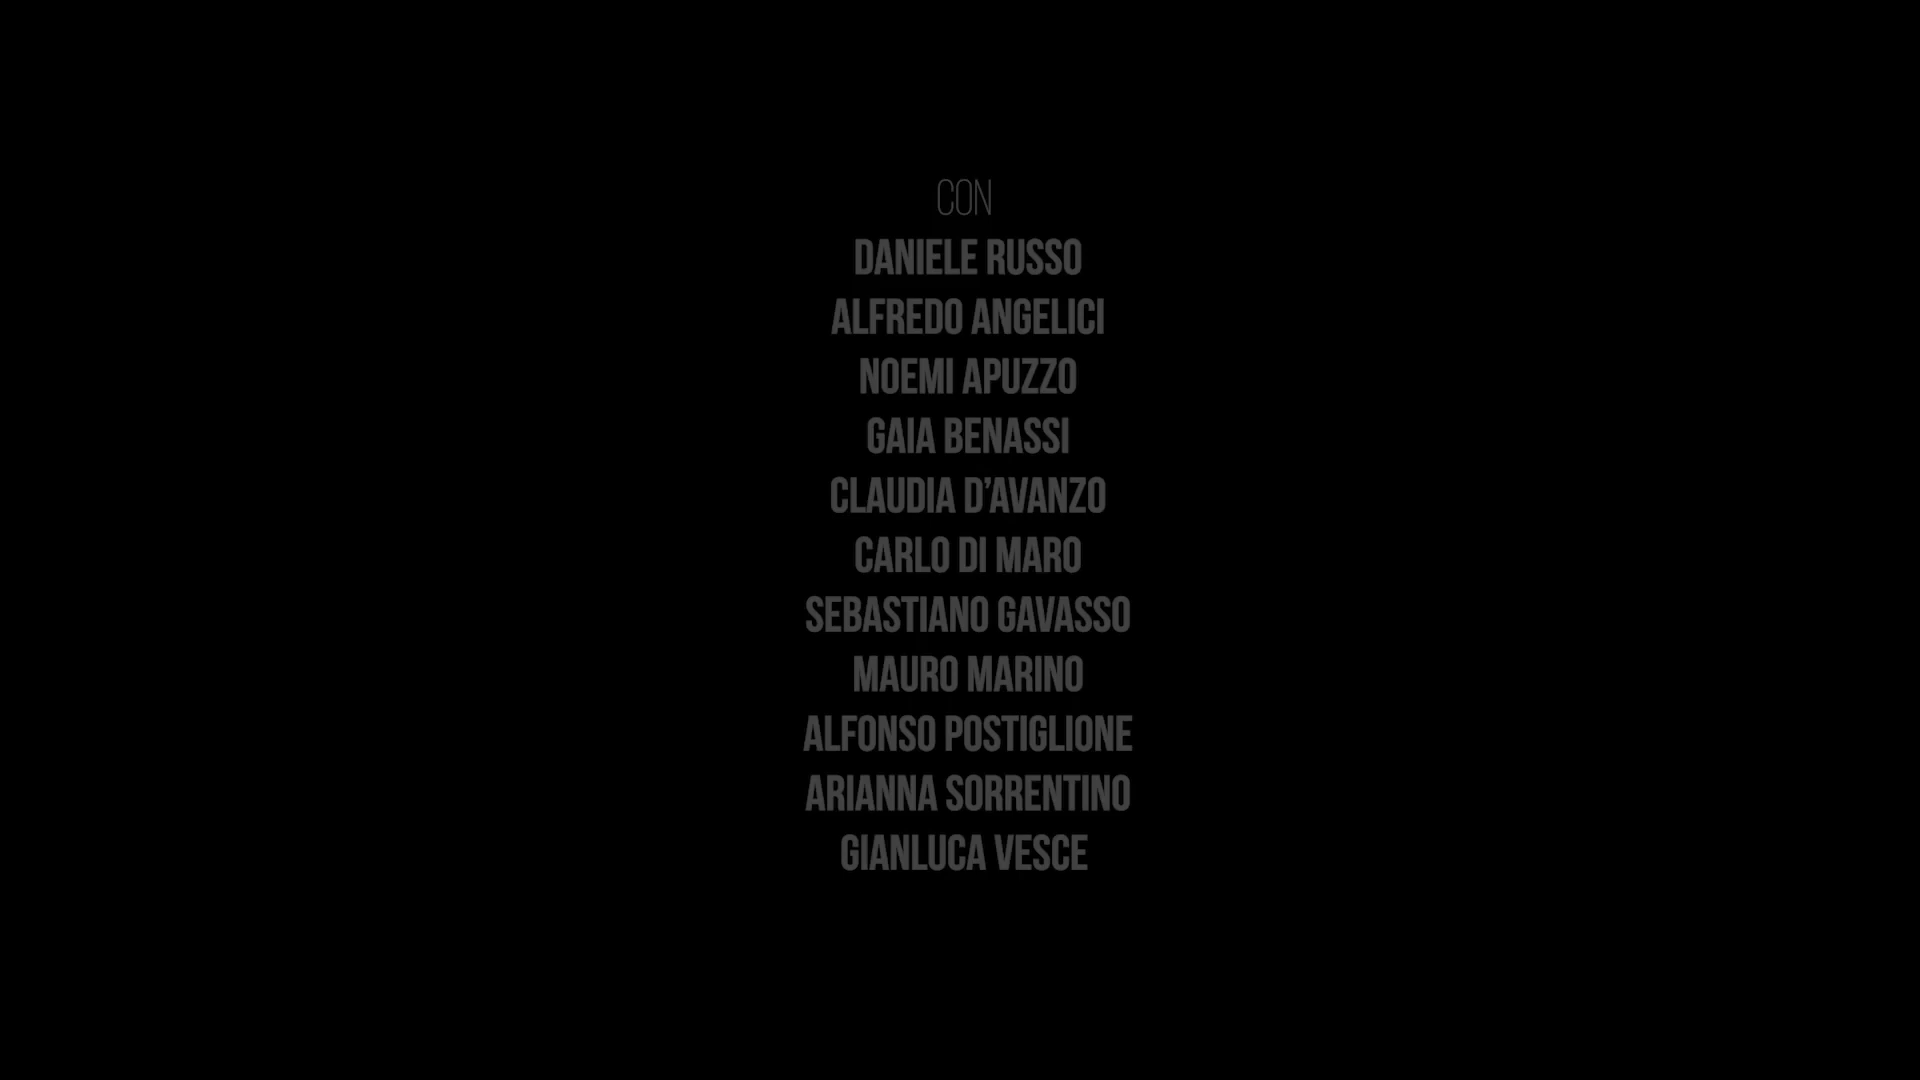 CON
DANIELE RUSSO
ALFREDO ANGELICI
NOEMI APUZZO
GAIA BENASSI
CLAUDIA D’AVANZO
CARLO DI MARO
SEBASTIANO GAVASSO
MAURO MARINO
ALFONSO POSTIGLIONE
ARIANNA SORRENTINO
GIANLUCA VESCE